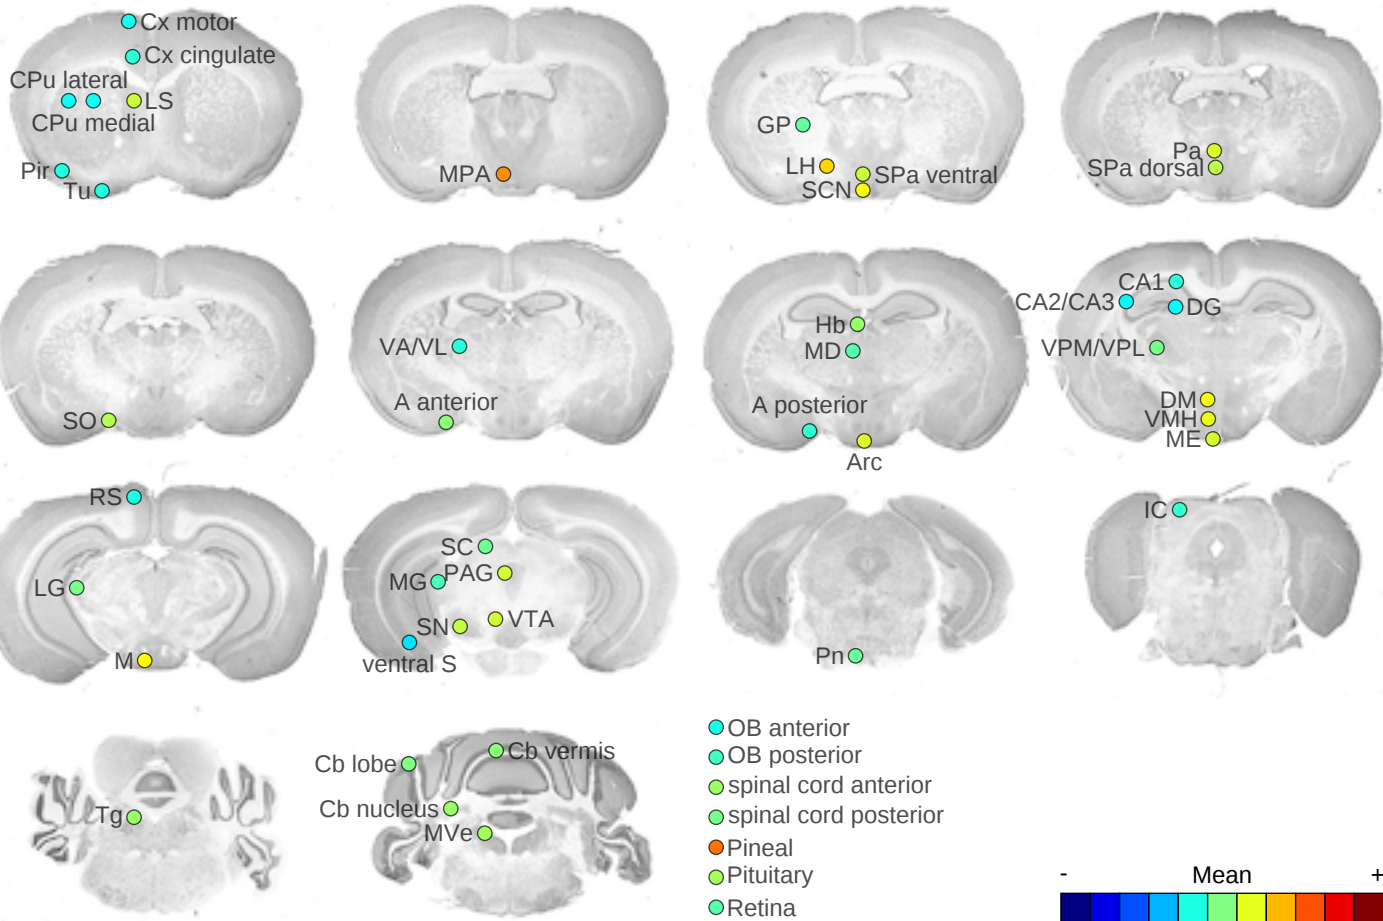 Cx motor
Cx cingulate
CPu lateral
LS
CPu medial
Pir
Tu
MPA
GP
LH
SPa ventral
SCN
Pa
SPa dorsal
SO
VA/VL
A anterior
Hb
MD
A posterior
Arc
CA1
CA2/CA3
DG
VPM/VPL
DM
VMH
ME
RS
LG
M
SC
MG
PAG
SN
VTA
ventral S
Pn
IC
Tg
Cb lobe
Cb vermis
Cb nucleus
MVe
OB anterior
OB posterior
spinal cord anterior
spinal cord posterior
Pineal
Pituitary
Retina
- Mean +